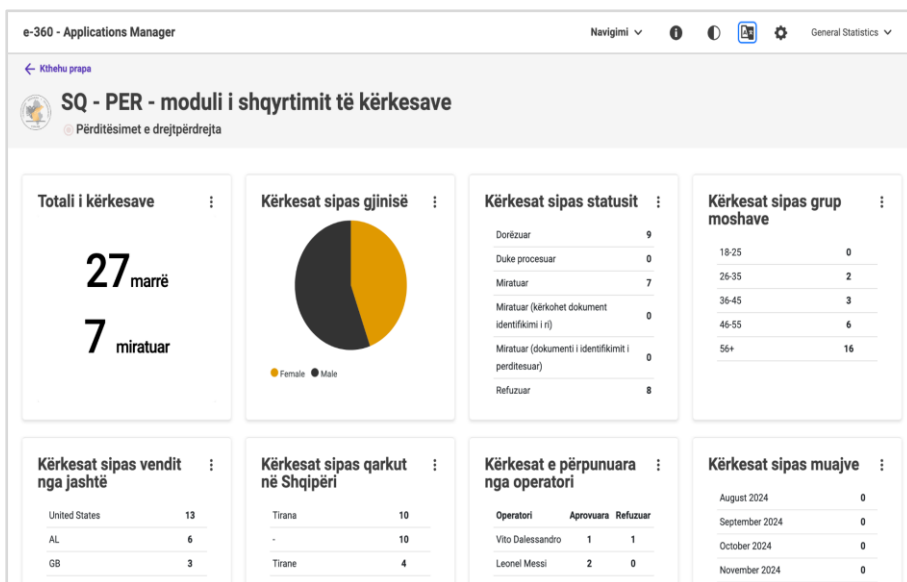 e-360 - Applications Manager
Navigimi
General Statistics
Kthehu prapa
SQ - PER - moduli i shqyrtimit të kërkesave
Përditësimet e drejtpërdrejta
Totali i kërkesave
27 marrë
7 miratuar
Kërkesat sipas gjinisë
Female Male
Kërkesat sipas statusit
Dorëzuar 9
Duke procesuar 0
Miratuar 7
Miratuar (kërkohet dokument
identifikimi i ri) 0
Miratuar (dokumenti i identifikimit i
perditesuar) 0
Refuzuar 8
Kërkesat sipas grup
moshave
18-25 0
26-35 2
36-45 3
46-55 6
56+ 16
Kërkesat sipas vendit
nga jashtë
United States 13
AL 6
GB 3
Kërkesat sipas qarkut
në Shqipëri
Tirana 10
- 10
Tirane 4
Kërkesat e përpunuara
nga operatori
Operatori Aprovuara Refuzuar
Vito Dalessandro 1 1
Leonel Messi 2 0
Kërkesat sipas muajve
August 2024 0
September 2024 0
October 2024 0
November 2024 0